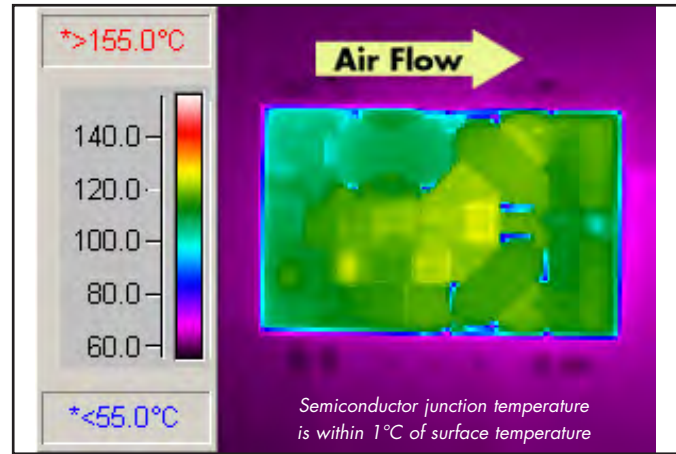 *>155.0°C
140.0
120.0
100.0
80.0
60.0
*<55.0°C
Air Flow
Semiconductor junction temperature
is within 1°C of surface temperature